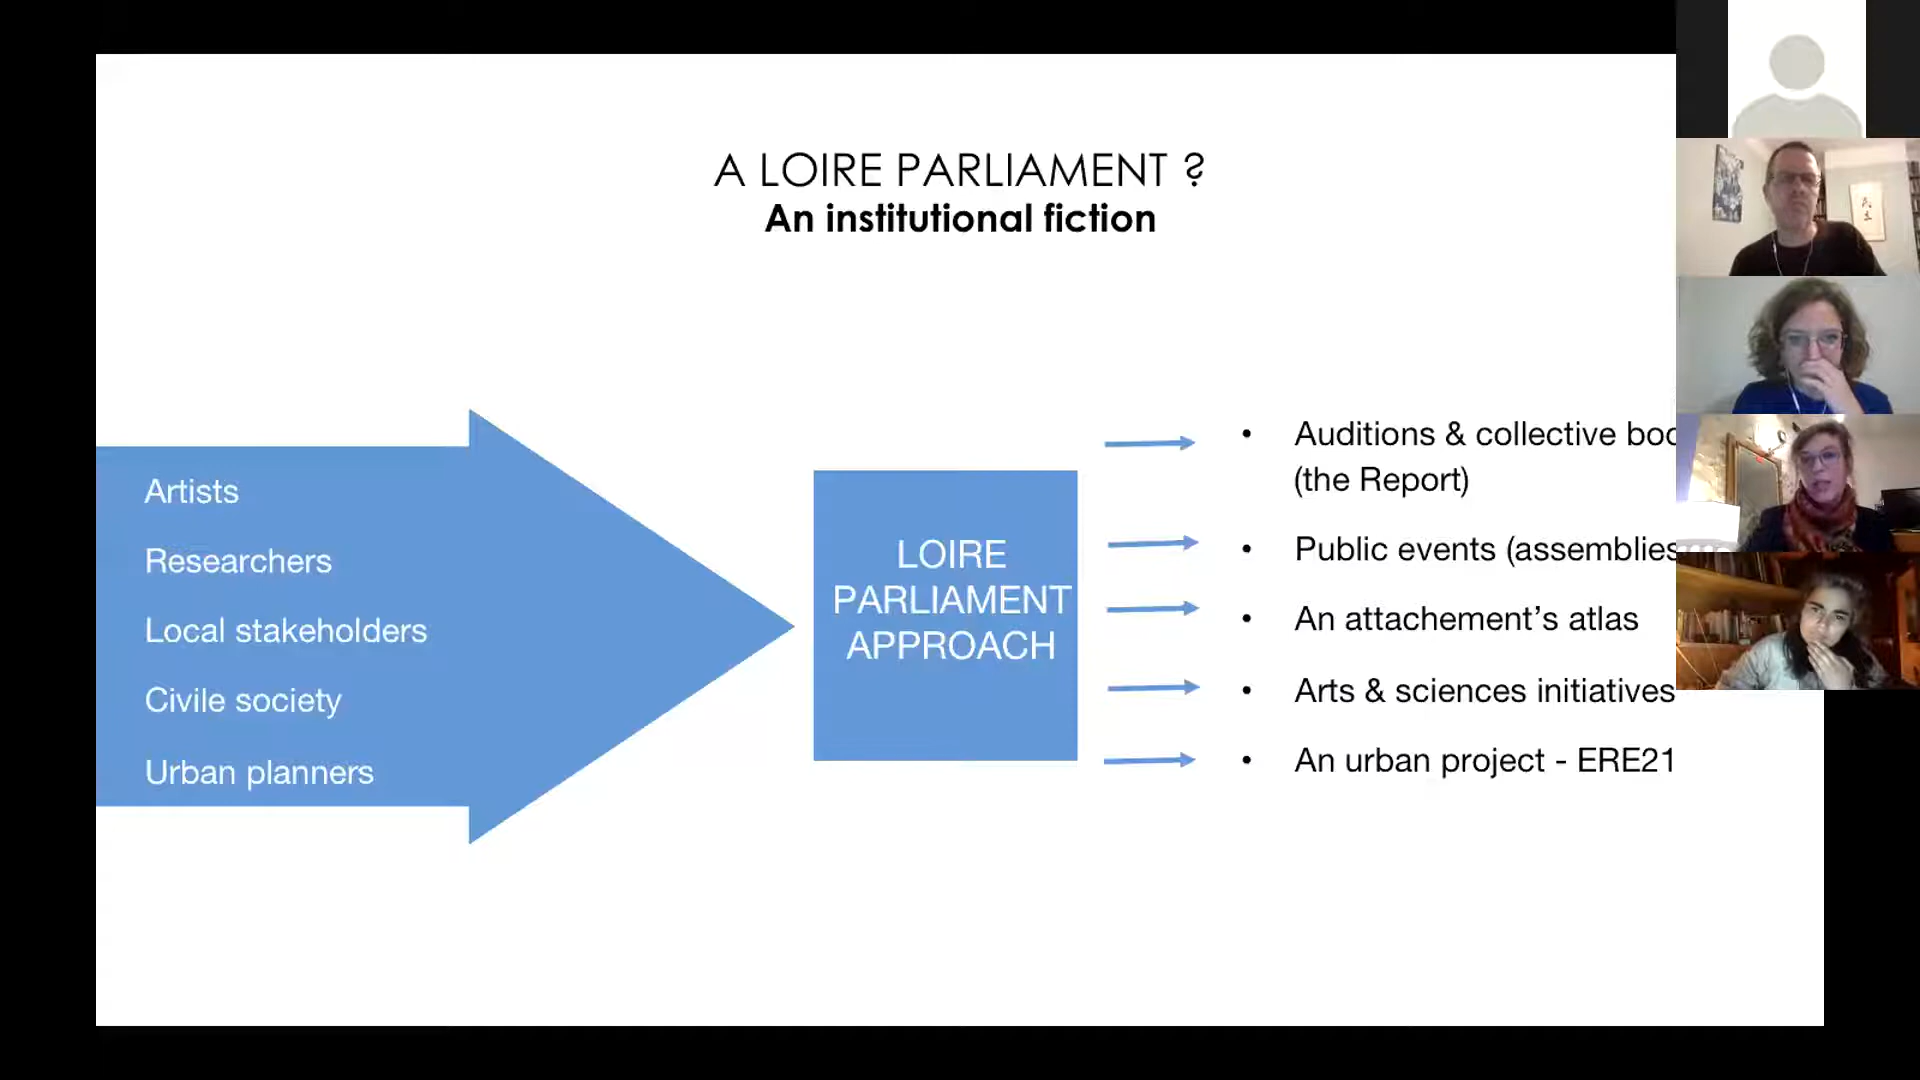 A LOIRE PARLIAMENT ?
An institutional fiction
Artists
Researchers
Local stakeholders
Civile society
Urban planners
LOIRE
PARLIAMENT
APPROACH
• Auditions & collective
(the Report)
• Public events (assemblies
• An attachement’s atlas
• Arts & sciences initiatives
• An urban project - ERE21